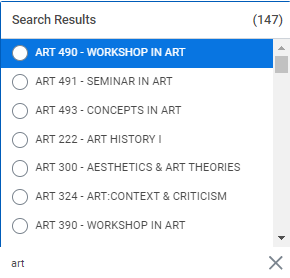 Search Results (147)
ART 490 - WORKSHOP IN ART
ART 491 - SEMINAR IN ART
ART 493 - CONCEPTS IN ART
ART 222 - ART HISTORY I
ART 300 - AESTHETICS & ART THEORIES
ART 324 - ART:CONTEXT & CRITICISM
ART 390 - WORKSHOP IN ART
art